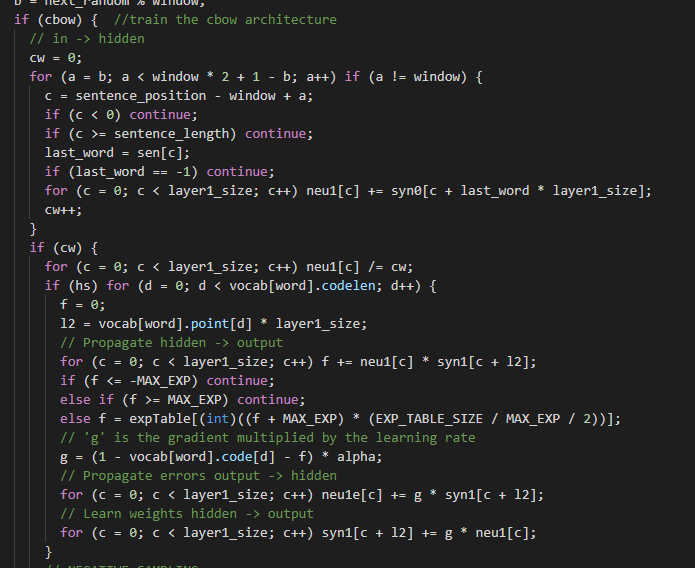 b = next_random % window;
if (cbow) {  //train the cbow architecture
  // in -> hidden
  cw = 0;
  for (a = b; a < window * 2 + 1 - b; a++) if (a != window) {
    c = sentence_position - window + a;
    if (c < 0) continue;
    if (c >= sentence_length) continue;
    last_word = sen[c];
    if (last_word == -1) continue;
    for (c = 0; c < layer1_size; c++) neu1[c] += syn0[c + last_word * layer1_size];
    cw++;
  }
  if (cw) {
    for (c = 0; c < layer1_size; c++) neu1[c] /= cw;
    if (hs) for (d = 0; d < vocab[word].codelen; d++) {
      f = 0;
      l2 = vocab[word].point[d] * layer1_size;
      // Propagate hidden -> output
      for (c = 0; c < layer1_size; c++) f += neu1[c] * syn1[c + l2];
      if (f <= -MAX_EXP) continue;
      else if (f >= MAX_EXP) continue;
      else f = expTable[(int)((f + MAX_EXP) * (EXP_TABLE_SIZE / MAX_EXP / 2))];
      // 'g' is the gradient multiplied by the learning rate
      g = (1 - vocab[word].code[d] - f) * alpha;
      // Propagate errors output -> hidden
      for (c = 0; c < layer1_size; c++) neu1e[c] += g * syn1[c + l2];
      // Learn weights hidden -> output
      for (c = 0; c < layer1_size; c++) syn1[c + l2] += g * neu1[c];
    }
    // NEGATIVE SAMPLING